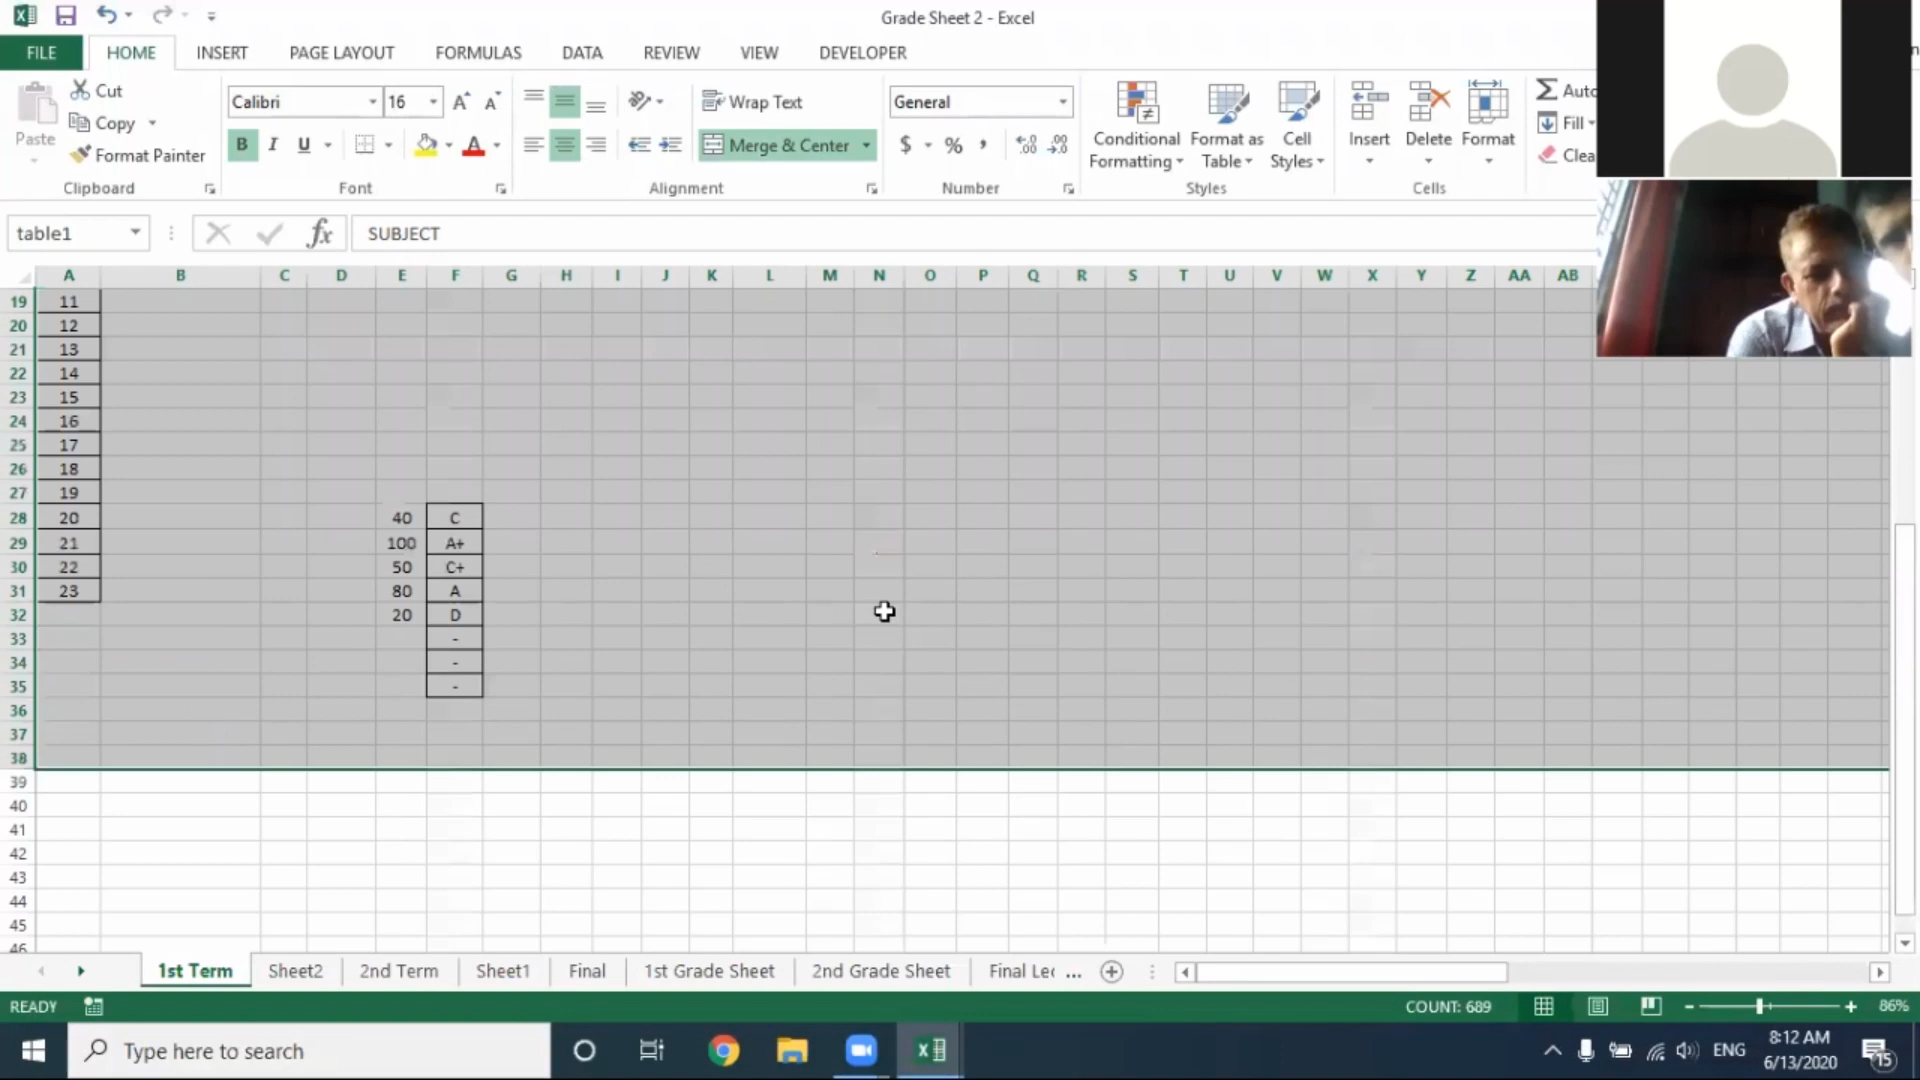 Grade Sheet 2 - Excel
FILE HOME INSERT PAGE LAYOUT FORMULAS DATA REVIEW VIEW DEVELOPER
Paste
Cut
Copy
Format Painter
Clipboard
Calibri 16
B I U
Font
Wrap Text
Merge & Center
Alignment
General
$ %
Number
Conditional Formatting
Format as Table
Cell Styles
Styles
Insert
Delete
Format
Cells
Fill
table1 fx SUBJECT
A B C D E F G H I J K L M N O P Q R S T U V W X Y Z AA AB
19 11
20 12
21 13
22 14
23 15
24 16
25 17
26 18
27 19
28 20 40 C
29 21 100 A+
30 22 50 C+
31 23 80 A
32 20 D
33 -
34 -
35 -
36
37
38
39
40
41
42
43
44
45
46
1st Term Sheet2 2nd Term Sheet1 Final 1st Grade Sheet 2nd Grade Sheet Final Lec ...
READY COUNT: 689 86%
Type here to search
ENG
8:12 AM
6/13/2020
15